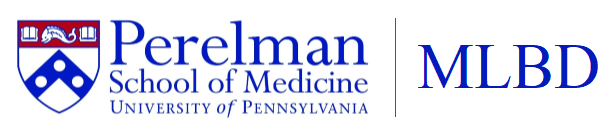 Perelman
School of Medicine
UNIVERSITY of PENNSYLVANIA
MLBD